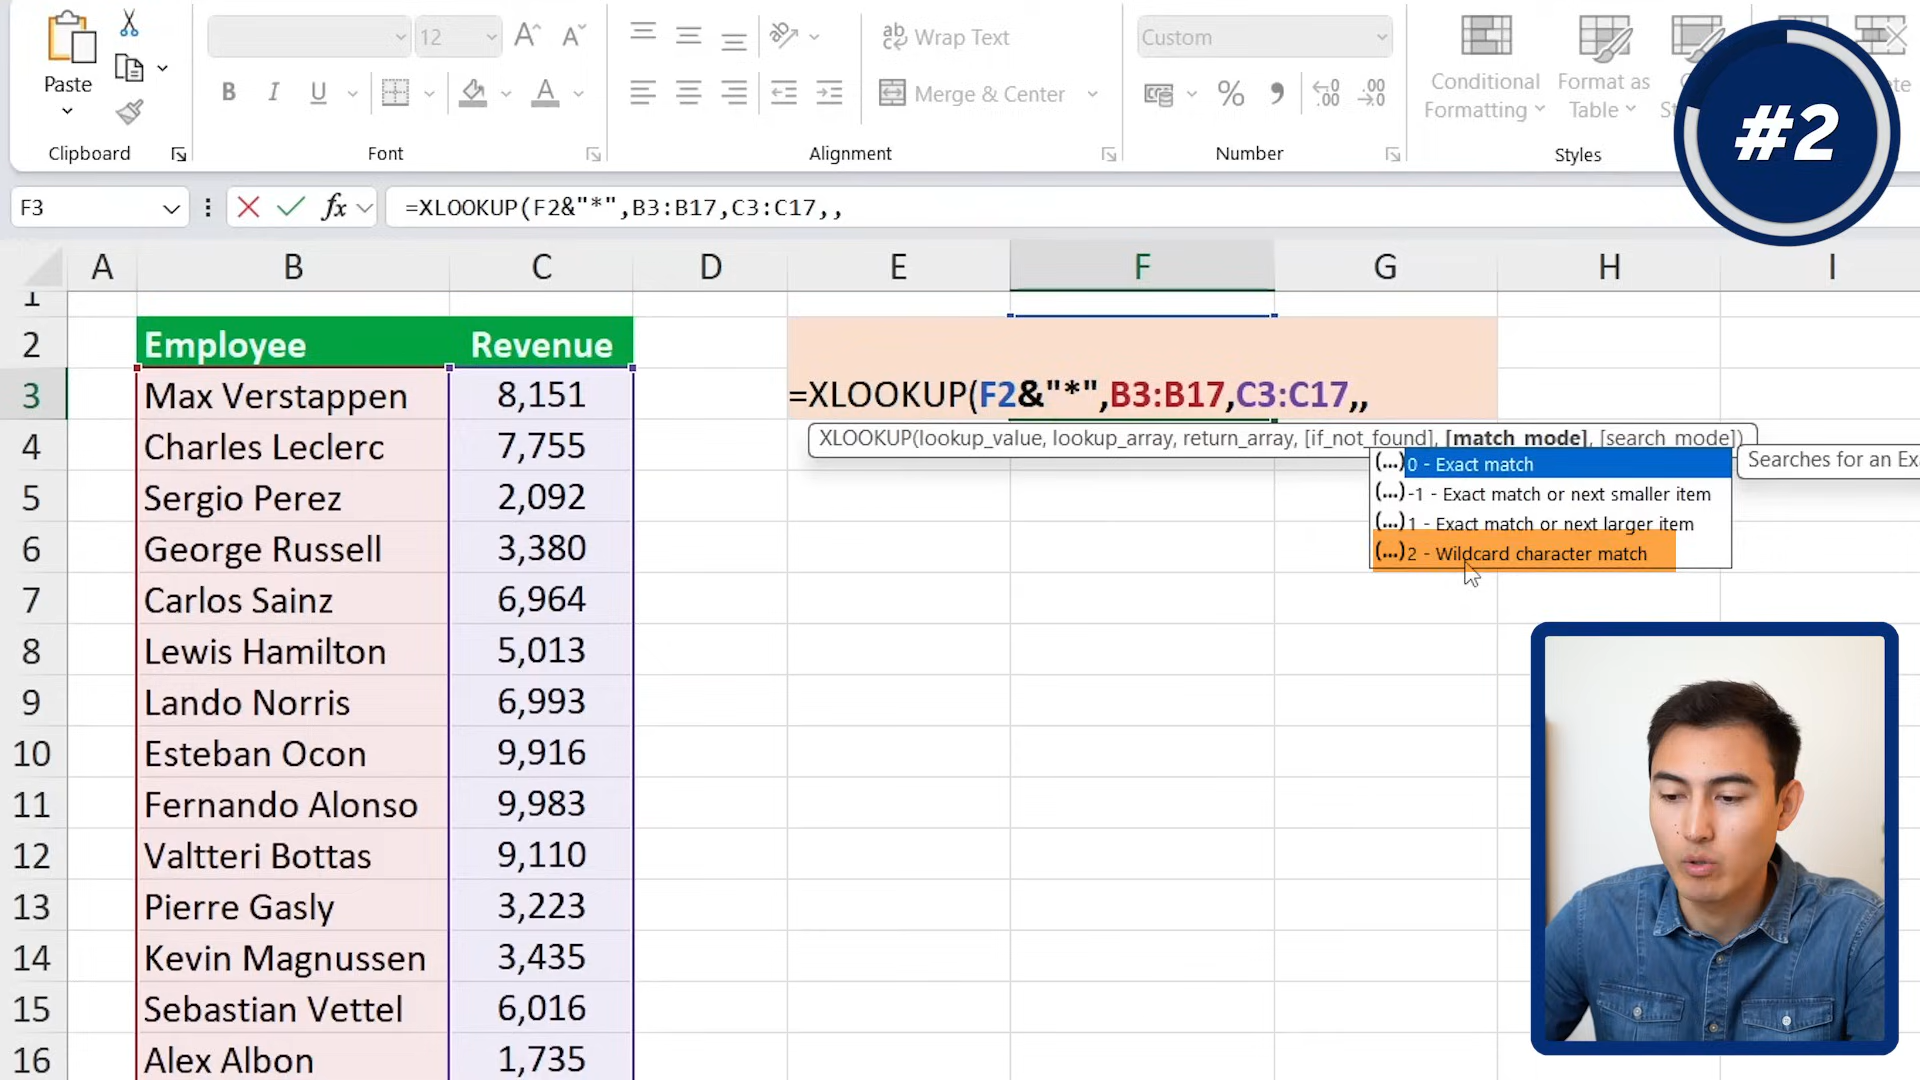 Paste
12
Wrap Text
Custom
Merge & Center
Conditional
Formatting
Format as
Table
Clipboard
Font
Alignment
Number
Styles
#2
F3
fx
=XLOOKUP(F2&"*",B3:B17,C3:C17,,
A B C D E F G H I
1
2 Employee Revenue
3 Max Verstappen 8,151 =XLOOKUP(F2&"*",B3:B17,C3:C17,,
XLOOKUP(lookup_value, lookup_array, return_array, [if_not_found], [match_mode], [search_mode])
4 Charles Leclerc 7,755
(...) 0 - Exact match
Searches for an Ex
(...) -1 - Exact match or next smaller item
5 Sergio Perez 2,092
(...) 1 - Exact match or next larger item
(...) 2 - Wildcard character match
6 George Russell 3,380
7 Carlos Sainz 6,964
8 Lewis Hamilton 5,013
9 Lando Norris 6,993
10 Esteban Ocon 9,916
11 Fernando Alonso 9,983
12 Valtteri Bottas 9,110
13 Pierre Gasly 3,223
14 Kevin Magnussen 3,435
15 Sebastian Vettel 6,016
16 Alex Albon 1,735